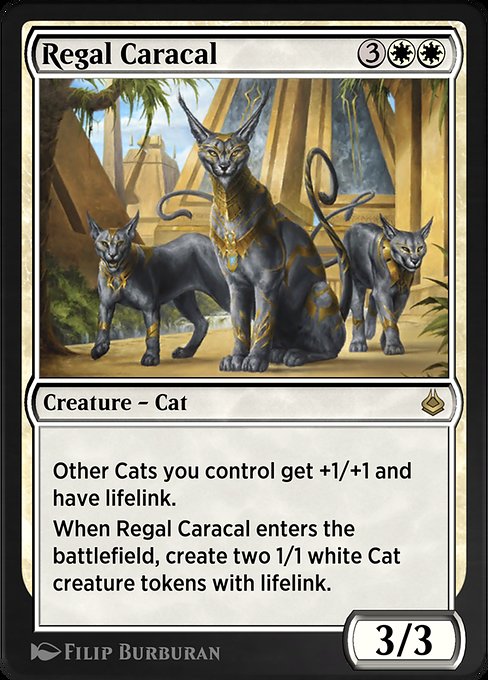 Regal Caracal 3
Creature – Cat
Other Cats you control get +1/+1 and
have lifelink.
When Regal Caracal enters the
battlefield, create two 1/1 white Cat
creature tokens with lifelink.
3/3
Filip Burburan